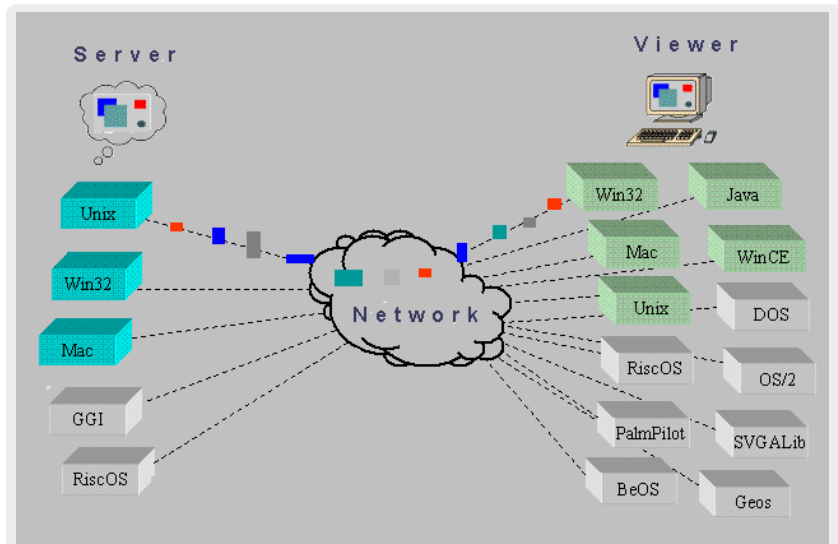 Server
Viewer
Unix
Win32
Mac
GGI
RiscOS
Network
Win32
Java
Mac
WinCE
Unix
DOS
RiscOS
OS/2
PalmPilot
SVGALib
BeOS
Geos